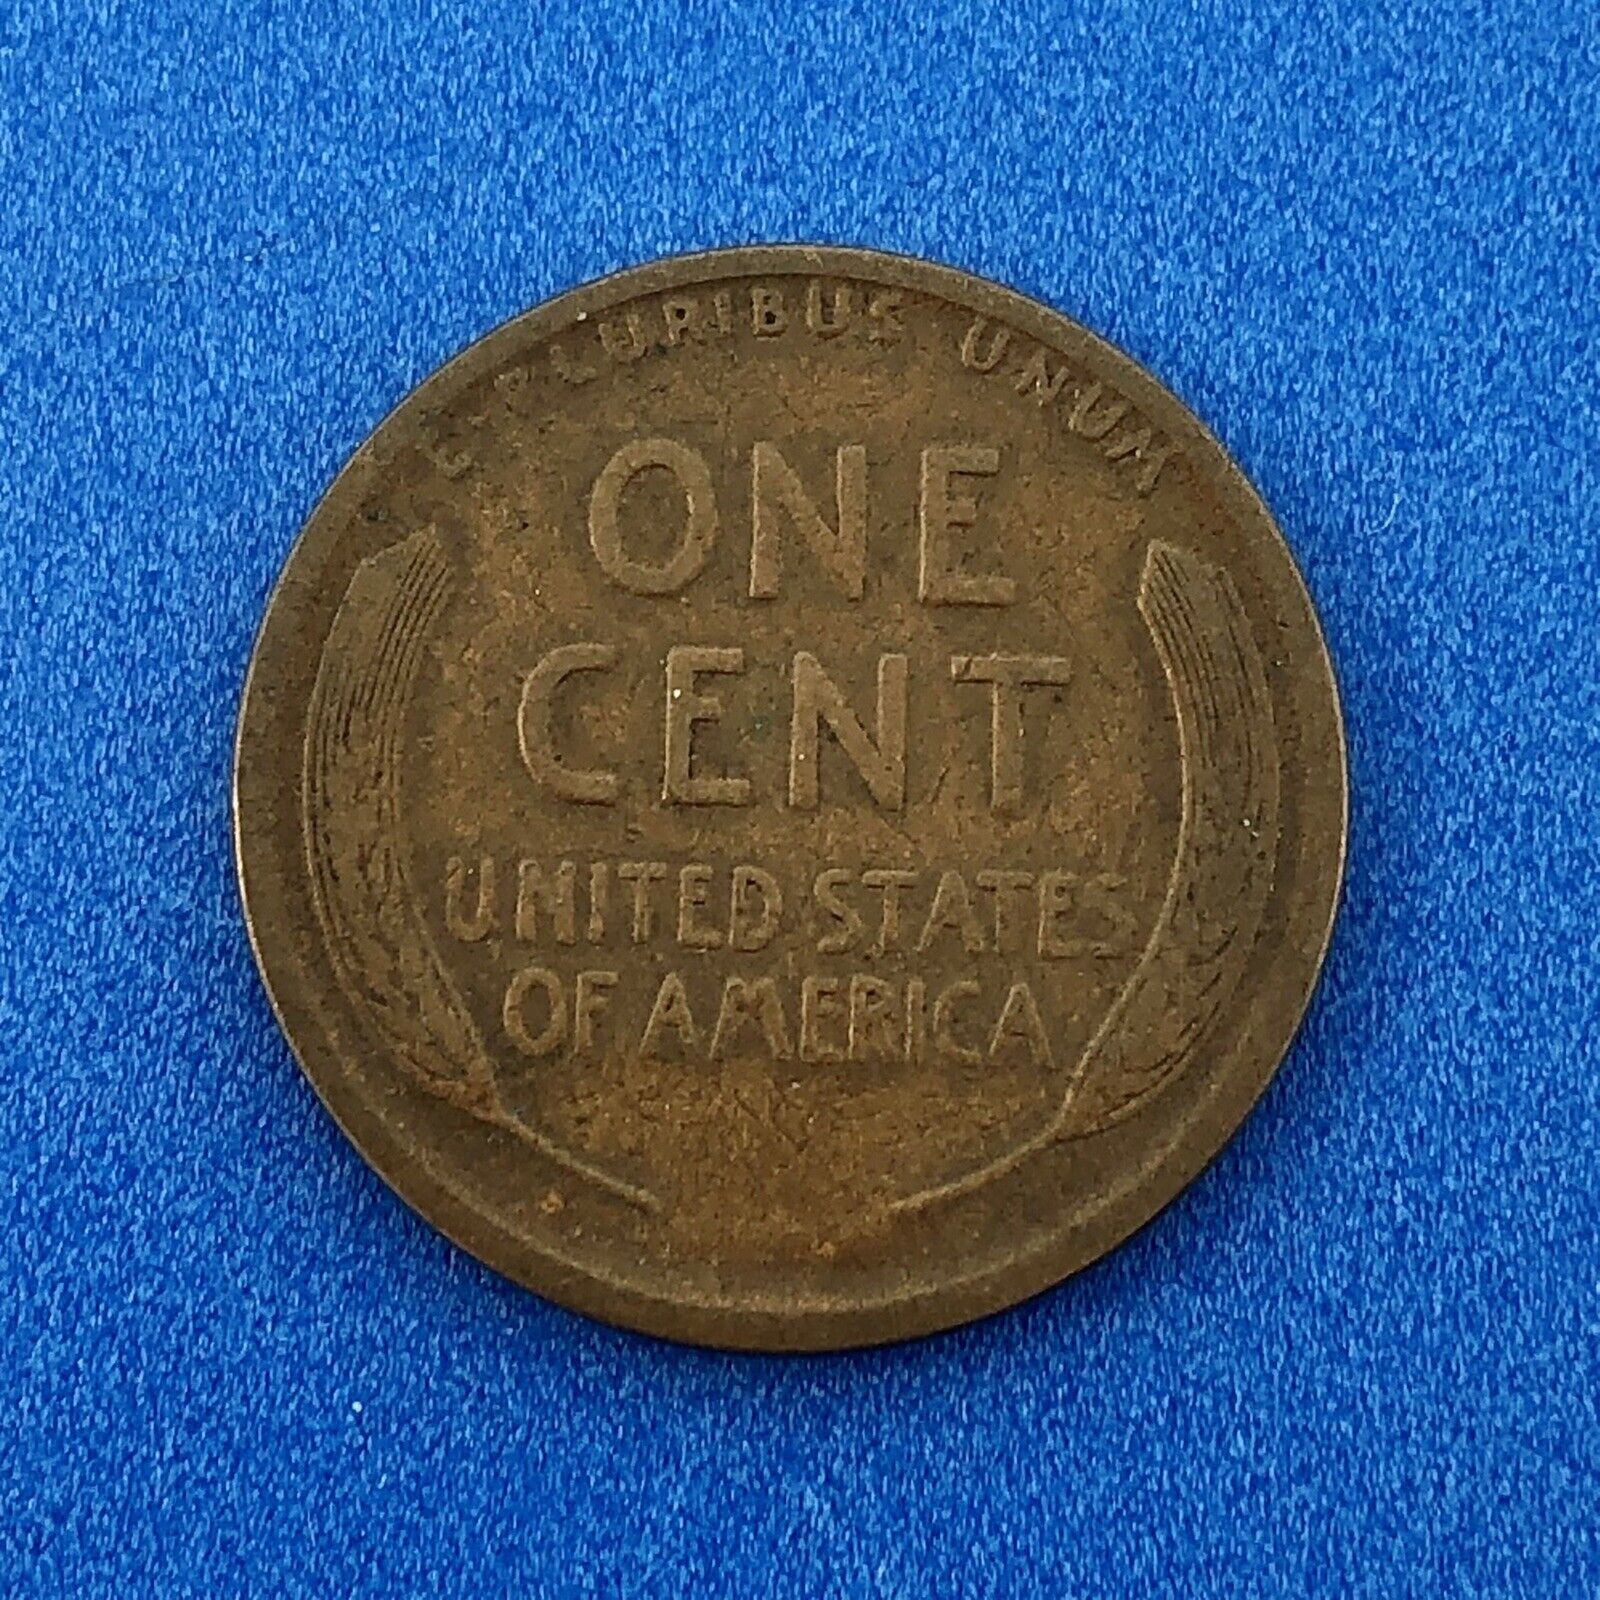 E PLURIBUS UNUM
ONE
CENT
UNITED STATES
OF AMERICA